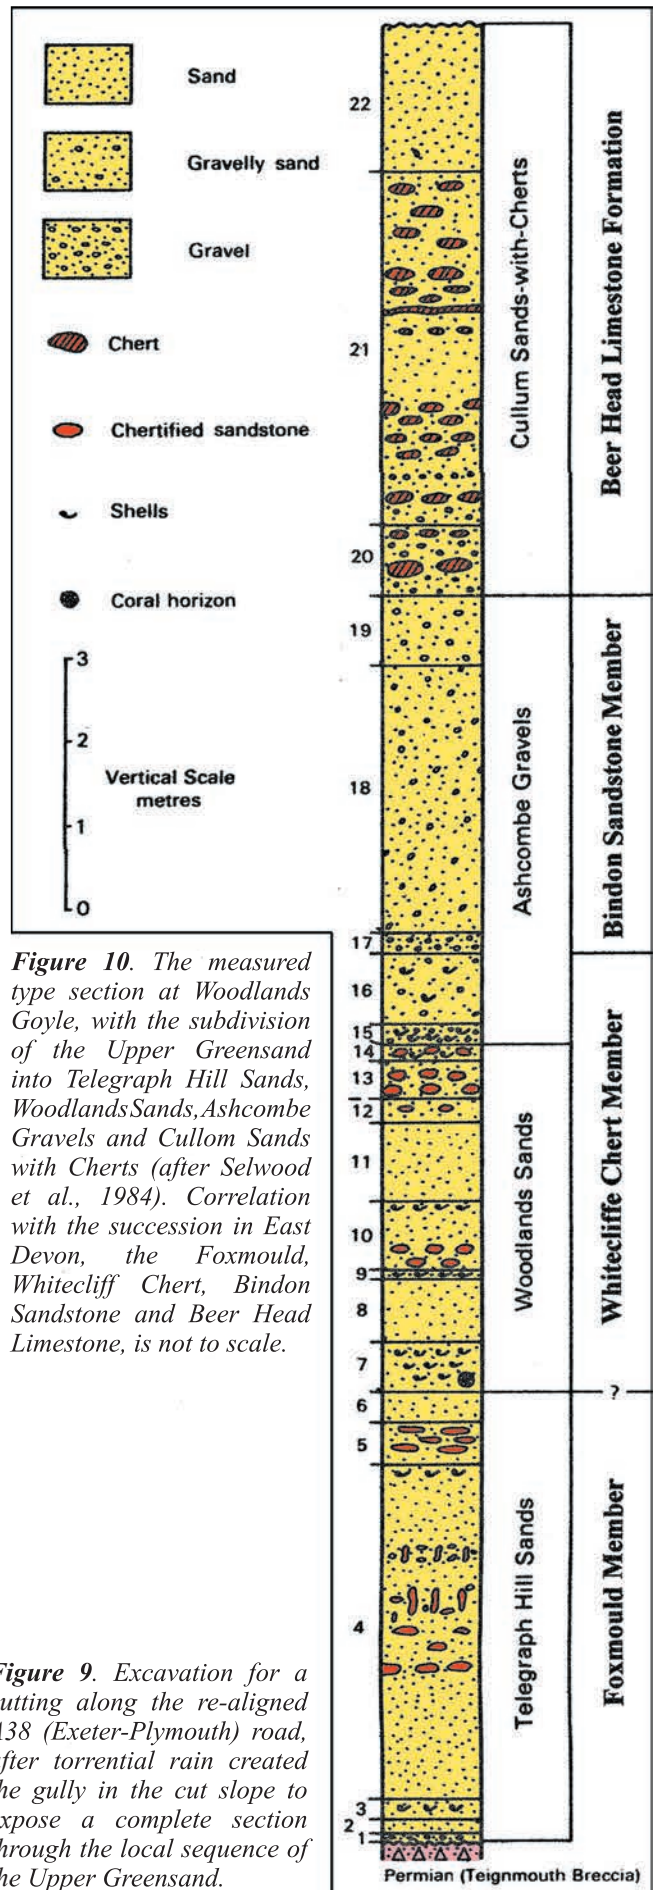 Sand
Gravelly sand
Gravel
Chert
Chertified sandstone
Shells
Coral horizon
3
2
1
0
Vertical Scale
metres
22
21
20
19
18
17
16
15
14
13
12
11
10
9
8
7
6
5
4
3
2
1
Cullum Sands-with-Cherts
Ashcombe Gravels
Woodlands Sands
Telegraph Hill Sands
Beer Head Limestone Formation
Bindon Sandstone Member
Whitecliffe Chert Member
?
Foxmould Member
Permian (Teignmouth Breccia)
Figure 10. The measured
type section at Woodlands
Goyle, with the subdivision
of the Upper Greensand
into Telegraph Hill Sands,
Woodlands Sands, Ashcombe
Gravels and Cullom Sands
with Cherts (after Selwood
et al., 1984). Correlation
with the succession in East
Devon, the Foxmould,
Whitecliff Chert, Bindon
Sandstone and Beer Head
Limestone, is not to scale.
Figure 9. Excavation for a
cutting along the re-aligned
A38 (Exeter-Plymouth) road,
after torrential rain created
the gully in the cut slope to
expose a complete section
through the local sequence of
the Upper Greensand.